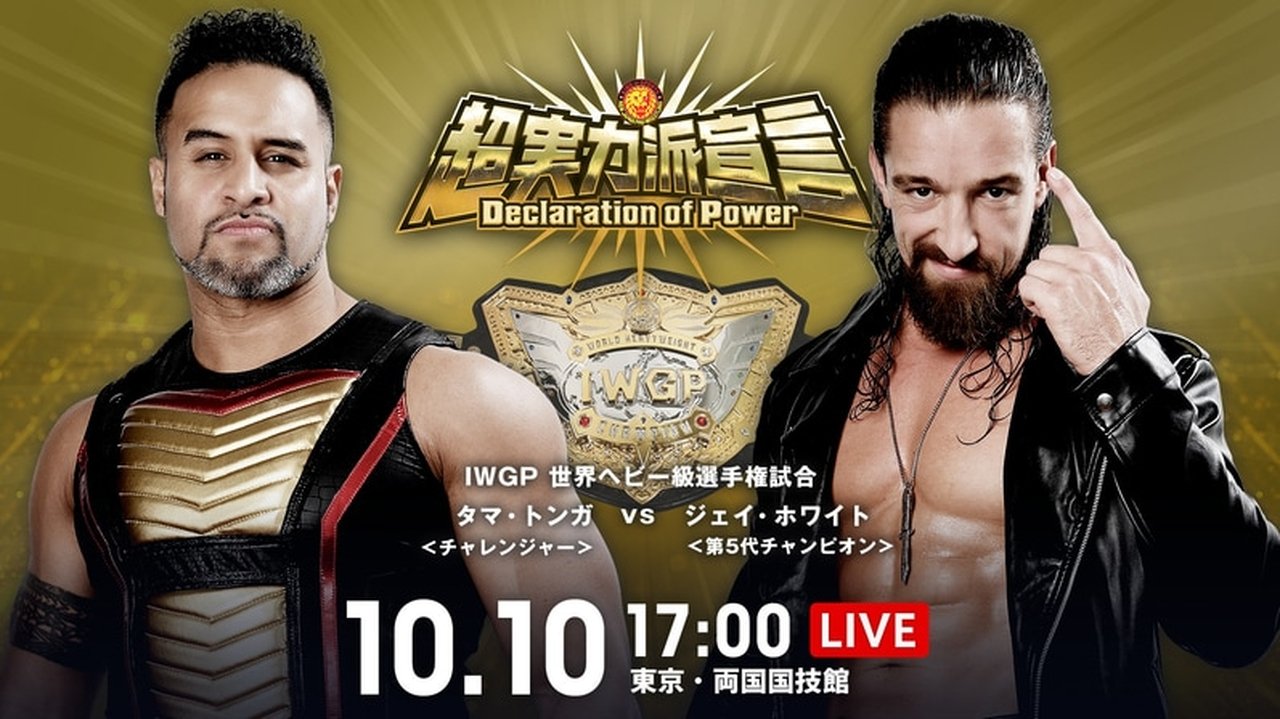 超実力派宣言
Declaration of Power
WORLD HEAVYWEIGHT
IWGP
CHAMPION
IWGP 世界ヘビー級選手権試合
タマ・トンガ vs ジェイ・ホワイト
<チャレンジャー> <第5代チャンピオン>
10.10 17:00 LIVE
東京・両国国技館